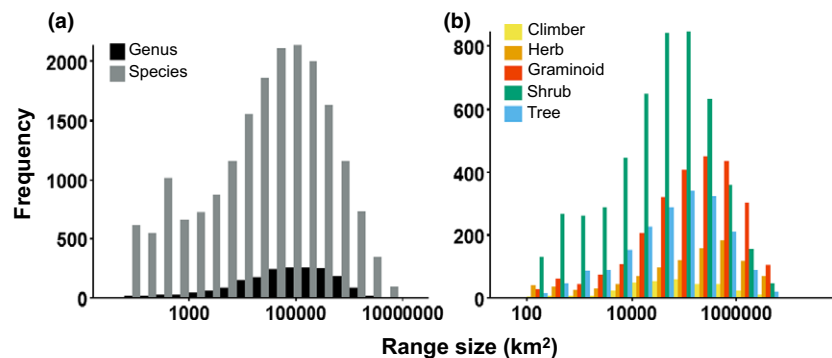 (a)
Genus
Species
Frequency
2000
1500
1000
500
0
1000
100000
10000000
(b)
Climber
Herb
Graminoid
Shrub
Tree
800
600
400
200
0
100
10000
1000000
Range size (km²)